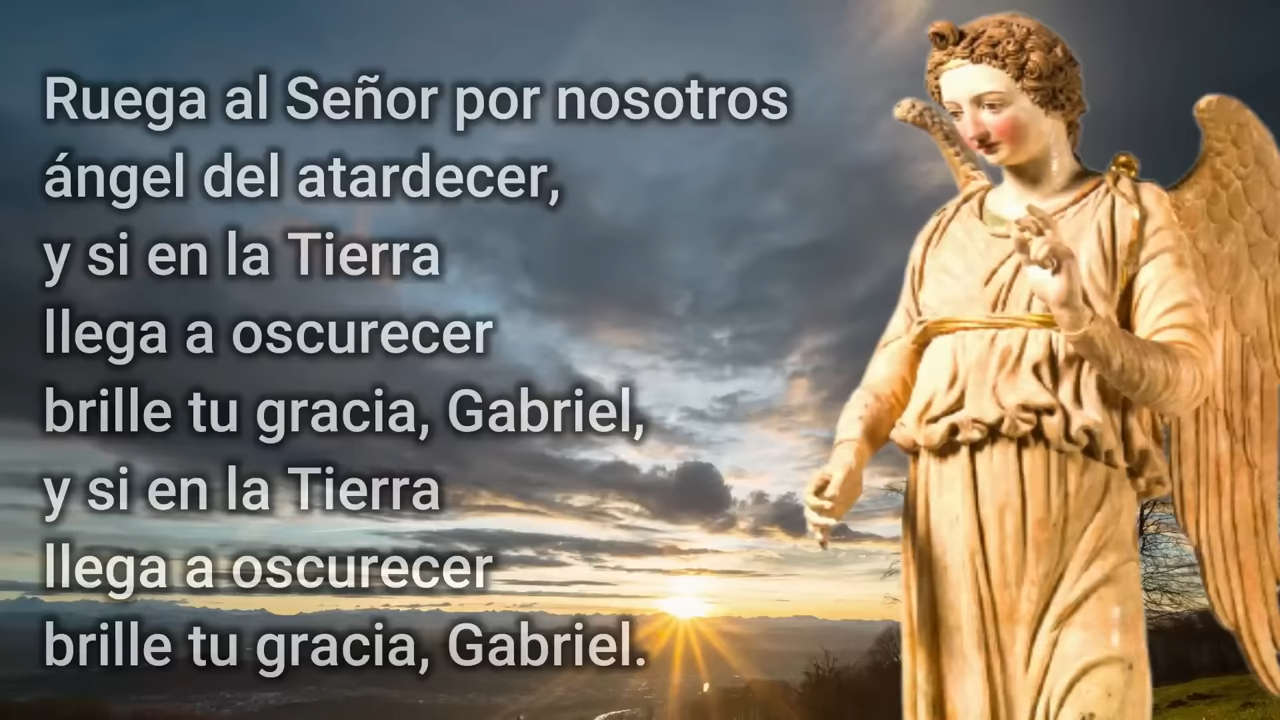 Ruega al Señor por nosotros
ángel del atardecer,
y si en la Tierra
llega a oscurecer
brille tu gracia, Gabriel,
y si en la Tierra
llega a oscurecer
brille tu gracia, Gabriel.